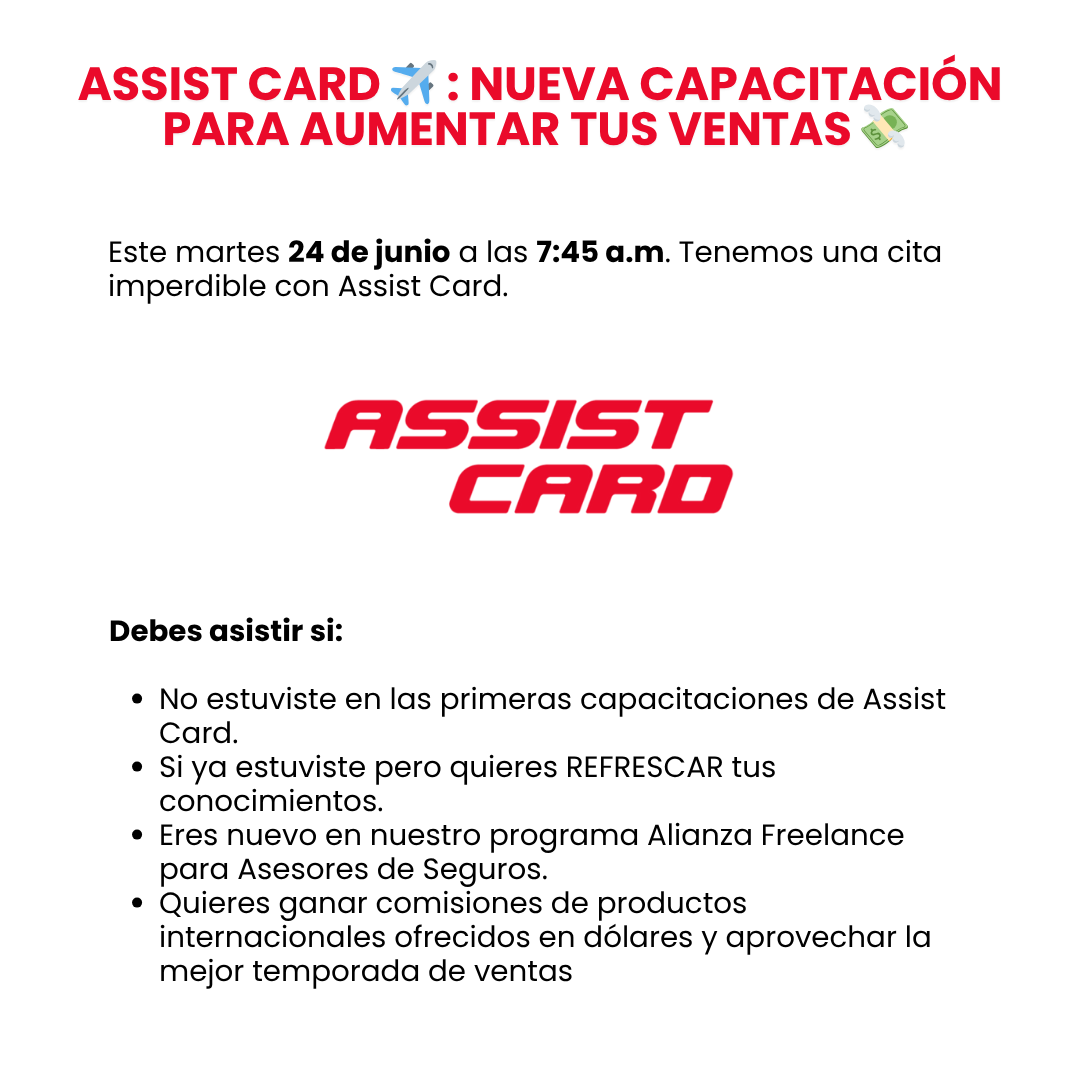 ASSIST CARD ✈️ : NUEVA CAPACITACIÓN
PARA AUMENTAR TUS VENTAS 💸
Este martes 24 de junio a las 7:45 a.m. Tenemos una cita
imperdible con Assist Card.
ASSIST
CARD
Debes asistir si:
• No estuviste en las primeras capacitaciones de Assist
Card.
• Si ya estuviste pero quieres REFRESCAR tus
conocimientos.
• Eres nuevo en nuestro programa Alianza Freelance
para Asesores de Seguros.
• Quieres ganar comisiones de productos
internacionales ofrecidos en dólares y aprovechar la
mejor temporada de ventas